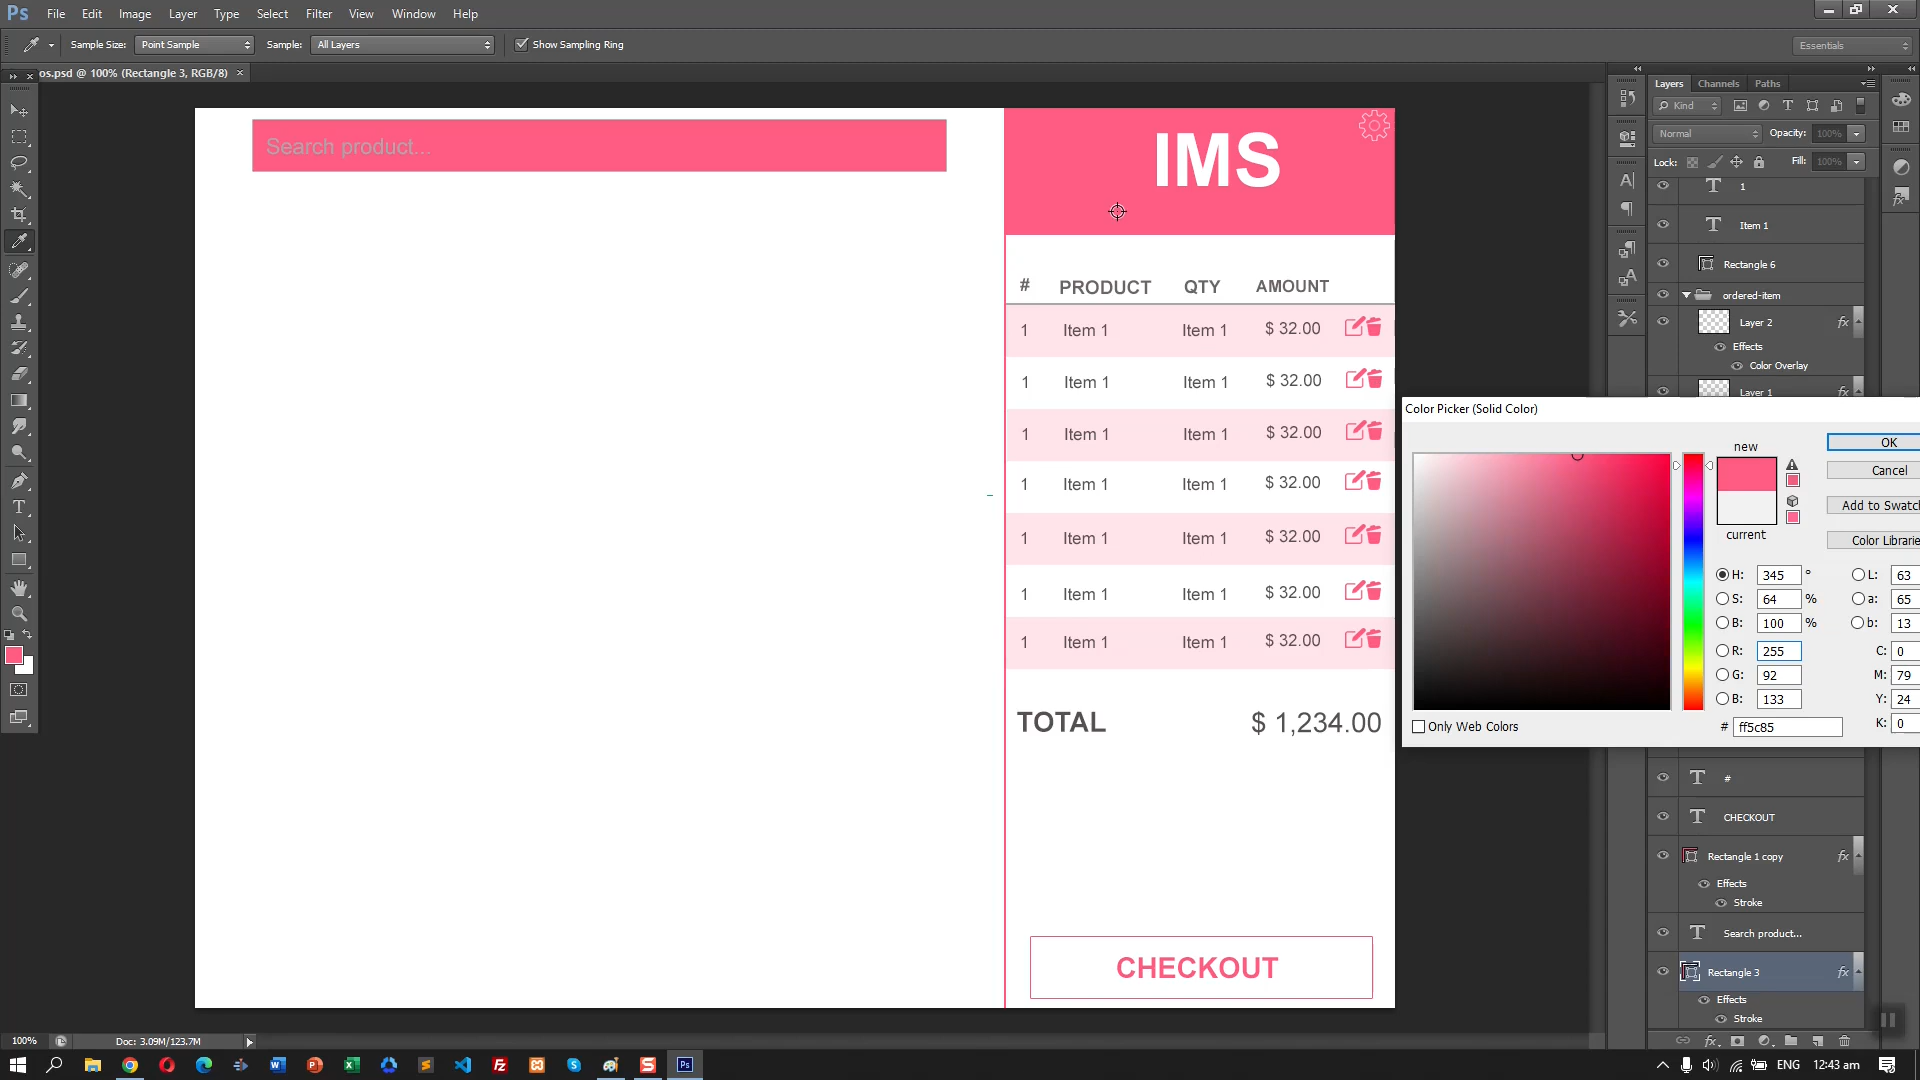 Ps File Edit Image Layer Type Select Filter View Window Help
Sample Size: Point Sample Sample: All Layers Show Sampling Ring Essentials
os.psd @ 100% (Rectangle 3, RGB/8) ×
Search product...
IMS
# PRODUCT QTY AMOUNT
1 Item 1 Item 1 $ 32.00
1 Item 1 Item 1 $ 32.00
1 Item 1 Item 1 $ 32.00
1 Item 1 Item 1 $ 32.00
1 Item 1 Item 1 $ 32.00
1 Item 1 Item 1 $ 32.00
1 Item 1 Item 1 $ 32.00
TOTAL $ 1,234.00
CHECKOUT
Layers Channels Paths
Kind
Normal Opacity: 100%
Lock: Fill: 100%
T 1
T Item 1
Rectangle 6
ordered-item
Layer 2 fx
Effects
Color Overlay
Layer 1
Color Picker (Solid Color)
new
current
OK
Cancel
Add to Swatch
Color Librarie
H: 345 °
S: 64 %
B: 100 %
R: 255
G: 92
B: 133
# ff5c85
L: 63
a: 65
b: 13
C: 0
M: 79
Y: 24
K: 0
Only Web Colors
T #
T CHECKOUT
Rectangle 1 copy fx
Effects
Stroke
T Search product...
Rectangle 3 fx
Effects
Stroke
100% Doc: 3.09M/123.7M
ENG 12:43 am